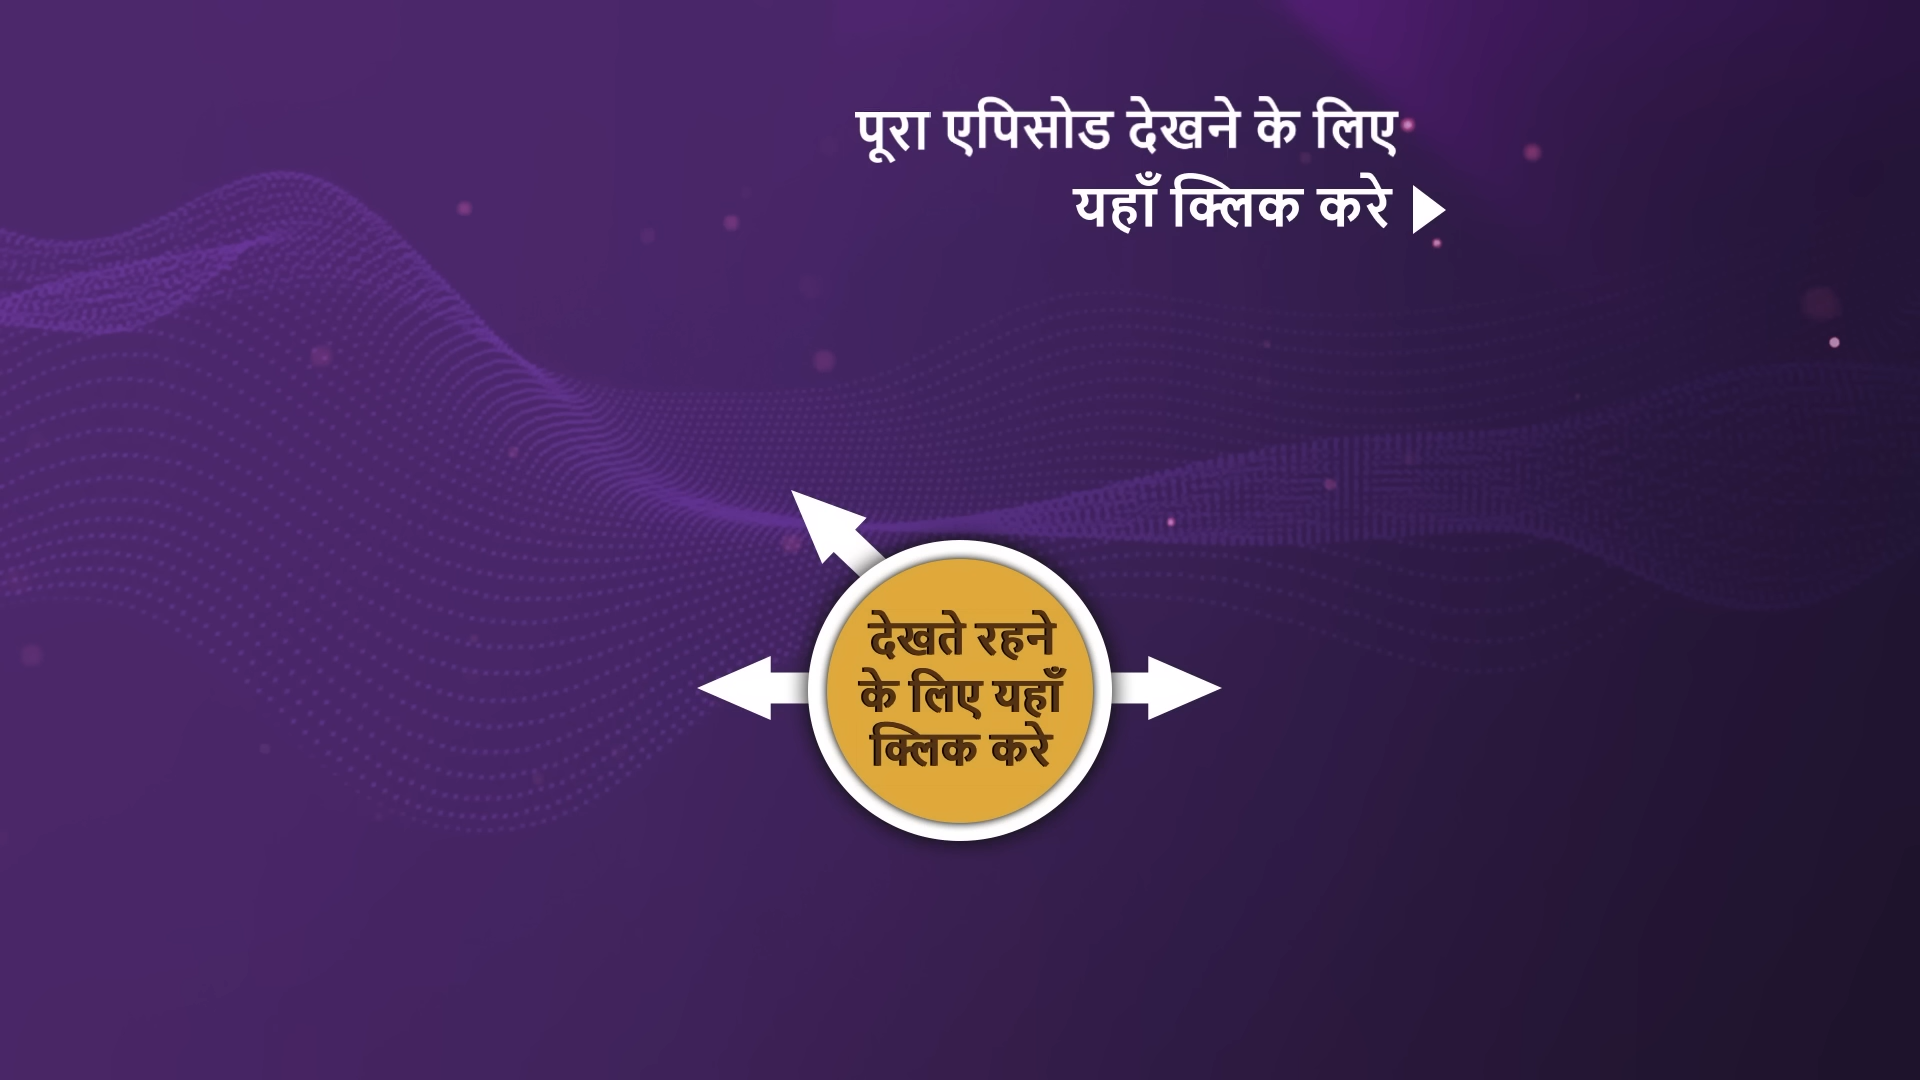 पूरा एपिसोड देखने के लिए
यहाँ क्लिक करे
देखते रहने
के लिए यहाँ
क्लिक करे